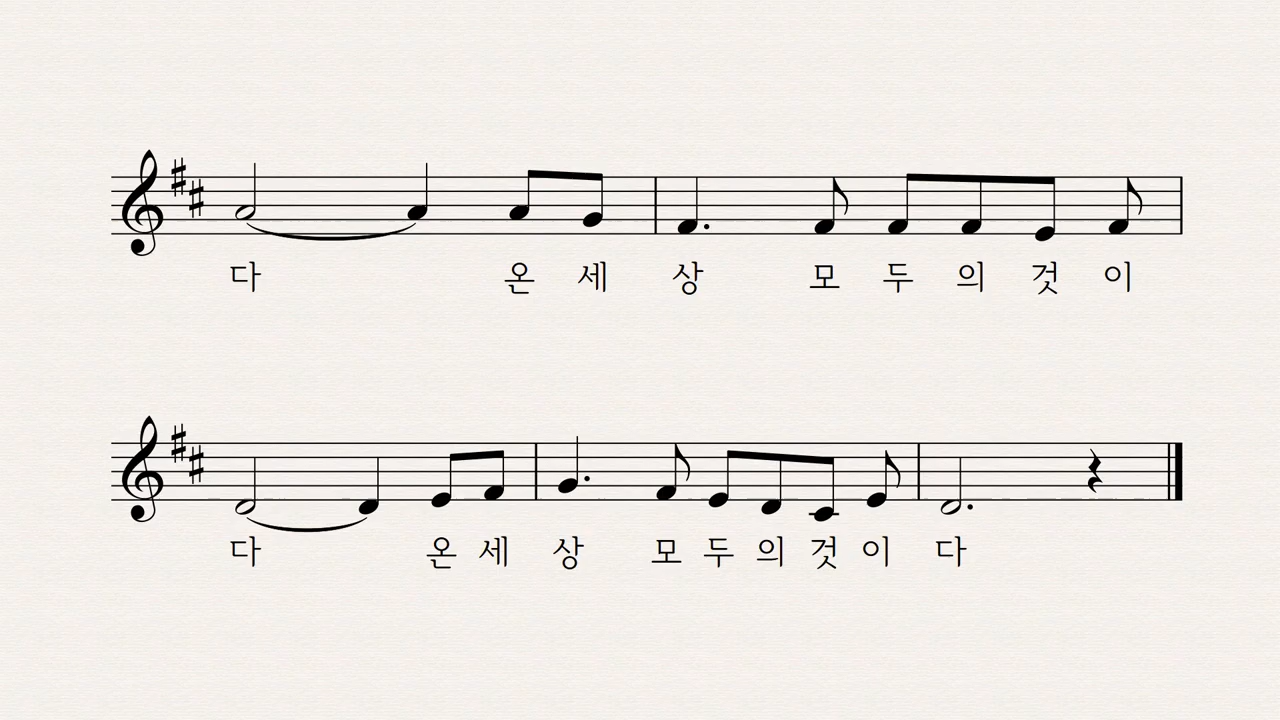 다 온 세 상 모 두 의 것 이
다 온 세 상 모 두 의 것 이 다